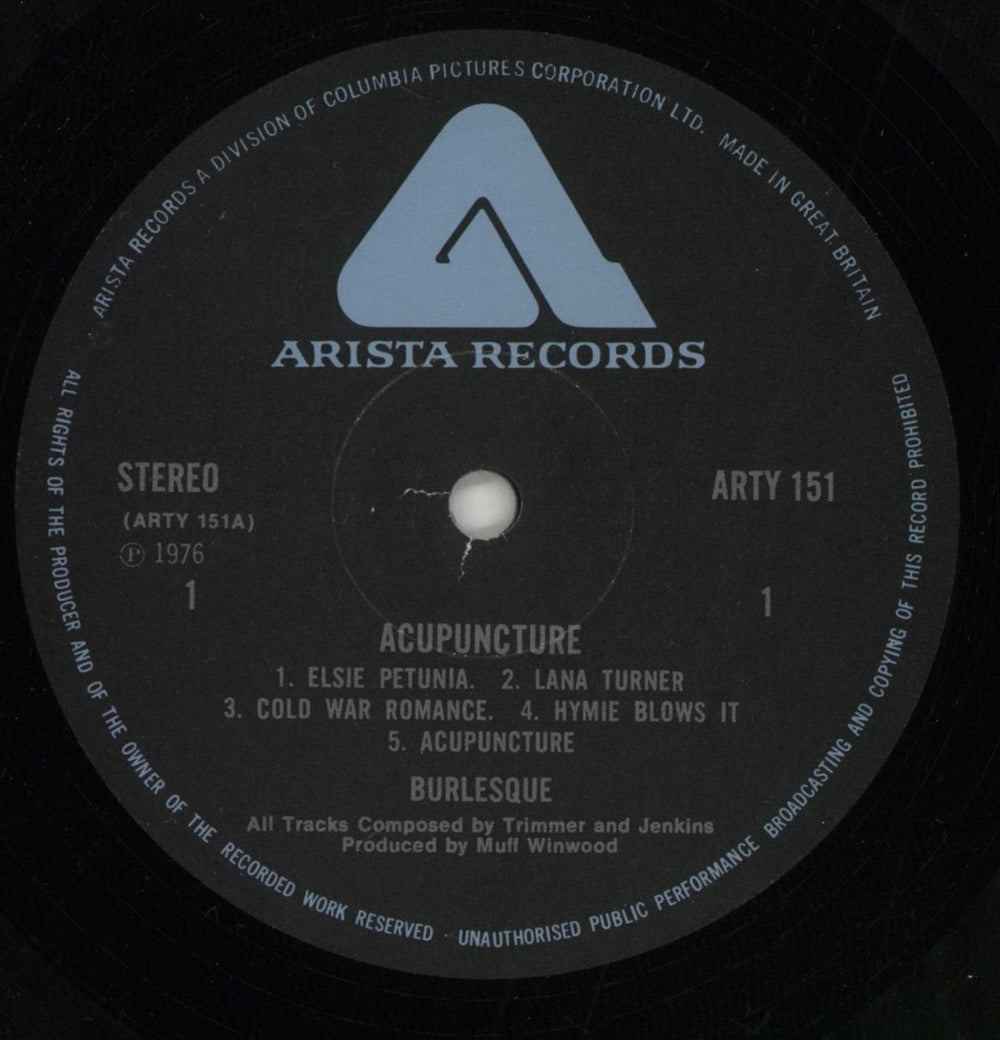 ARISTA RECORDS A DIVISION OF COLUMBIA PICTURES CORPORATION LTD. MADE IN GREAT BRITAIN
ARISTA RECORDS
STEREO
ARTY 151
(ARTY 151A)
℗ 1976
1
1
ACUPUNCTURE
1. ELSIE PETUNIA. 2. LANA TURNER
3. COLD WAR ROMANCE. 4. HYMIE BLOWS IT
5. ACUPUNCTURE
BURLESQUE
All Tracks Composed by Trimmer and Jenkins
Produced by Muff Winwood
ALL RIGHTS OF THE PRODUCER AND OF THE OWNER OF THE RECORDED WORK RESERVED · UNAUTHORISED PUBLIC PERFORMANCE BROADCASTING AND COPYING OF THIS RECORD PROHIBITED